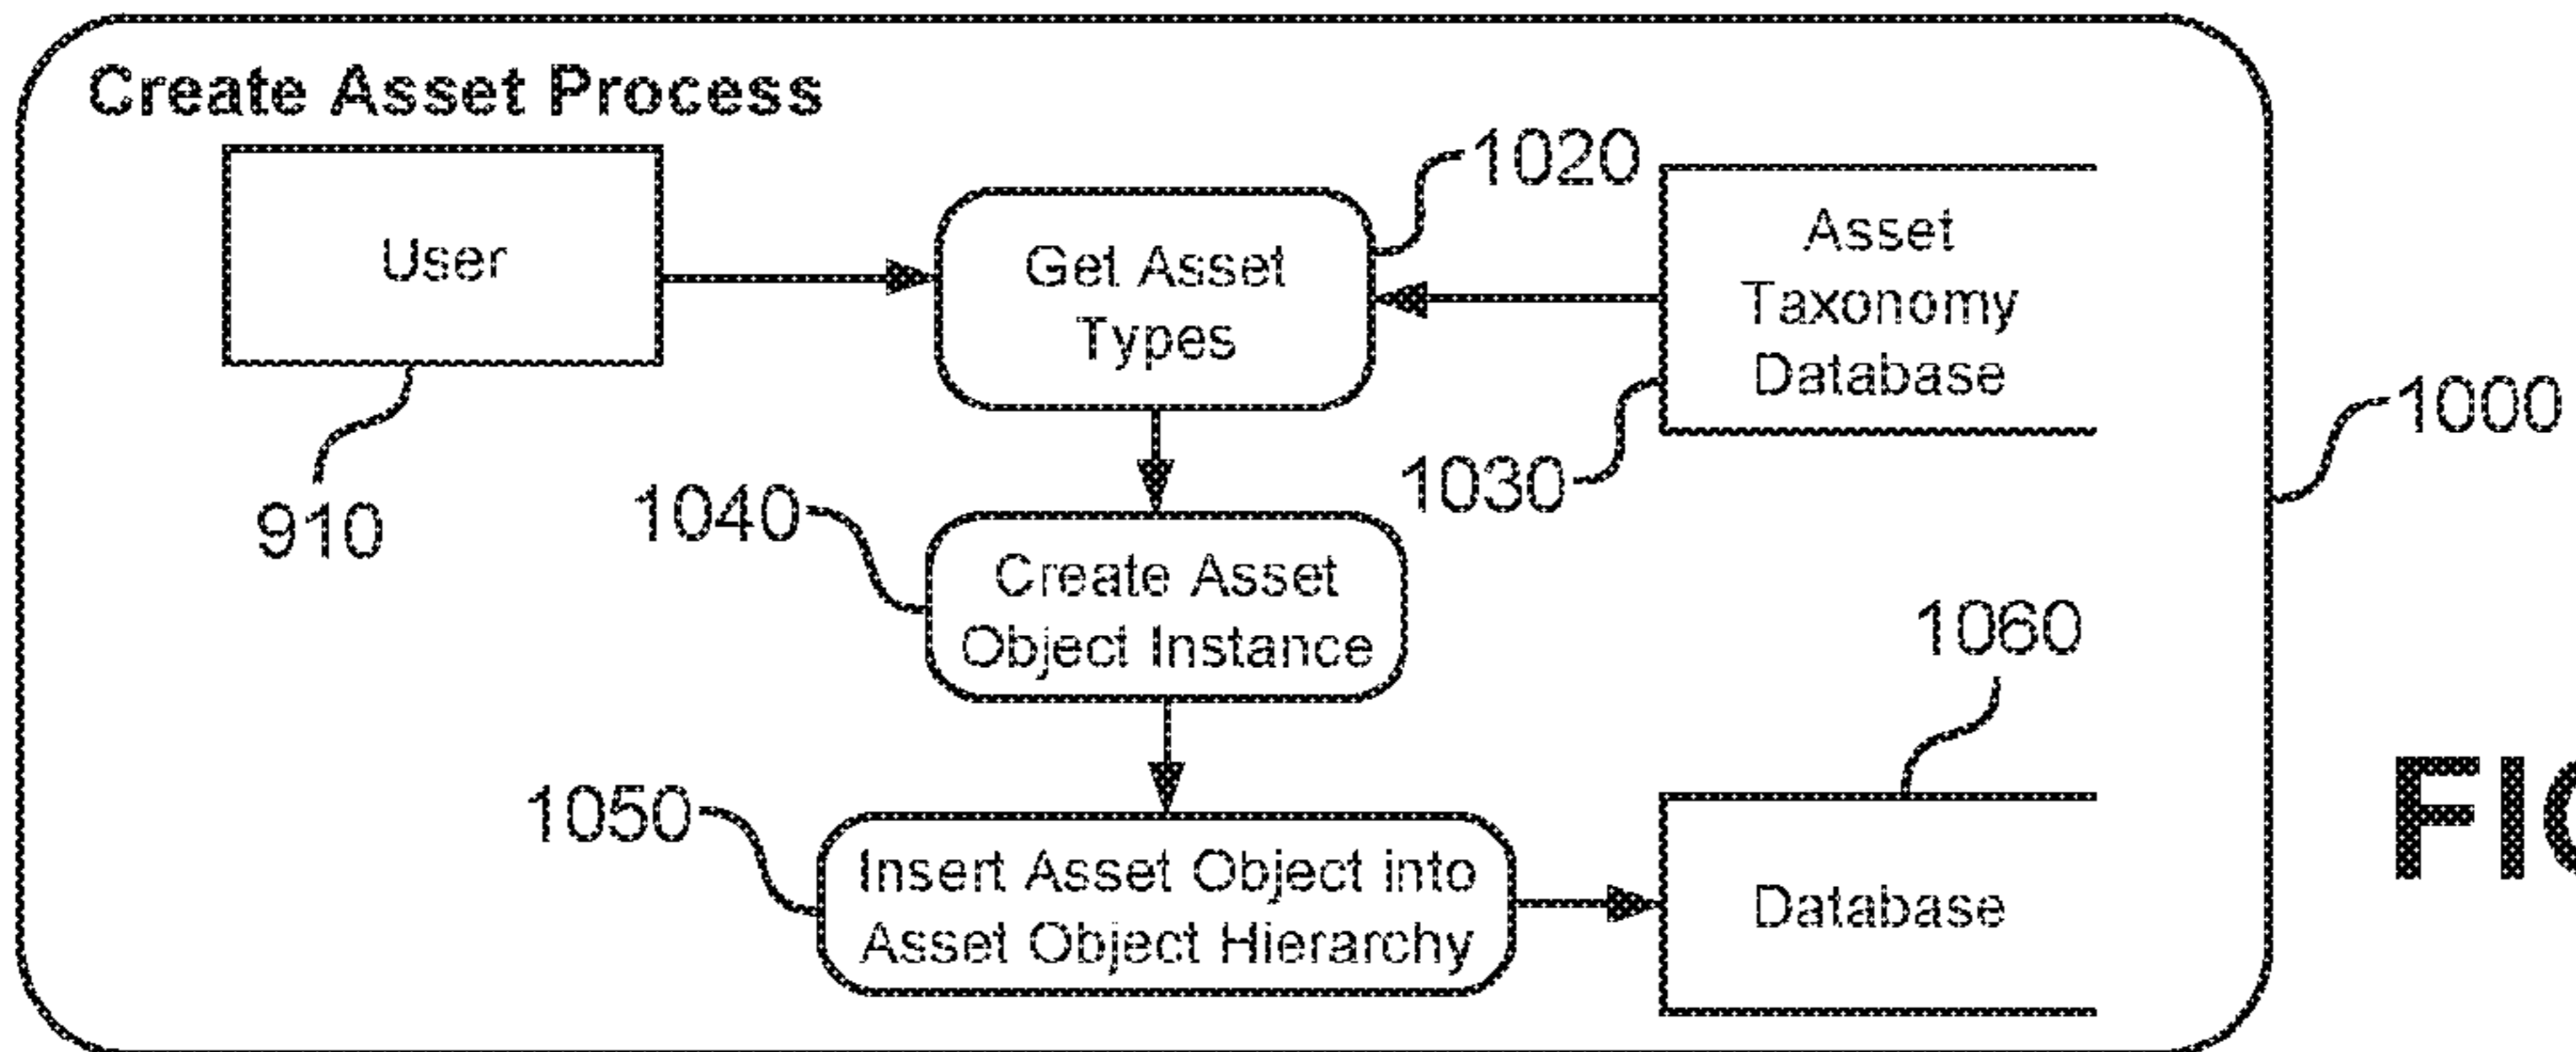 Create Asset Process
User
Get Asset
Types
1020
Asset
Taxonomy
Database
1030
1000
910
1040
Create Asset
Object Instance
1060
1050
Insert Asset Object into
Asset Object Hierarchy
Database